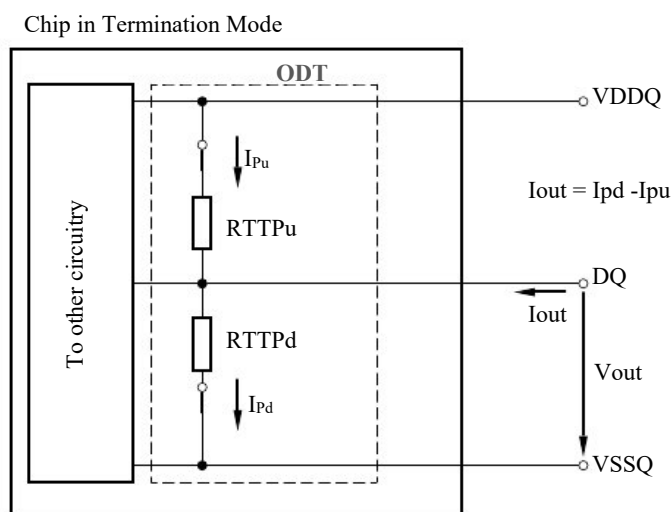 Chip in Termination Mode
ODT
VDDQ
IPu
Iout = Ipd -Ipu
RTTPu
To other circuitry
DQ
Iout
RTTPd
Vout
IPd
VSSQ